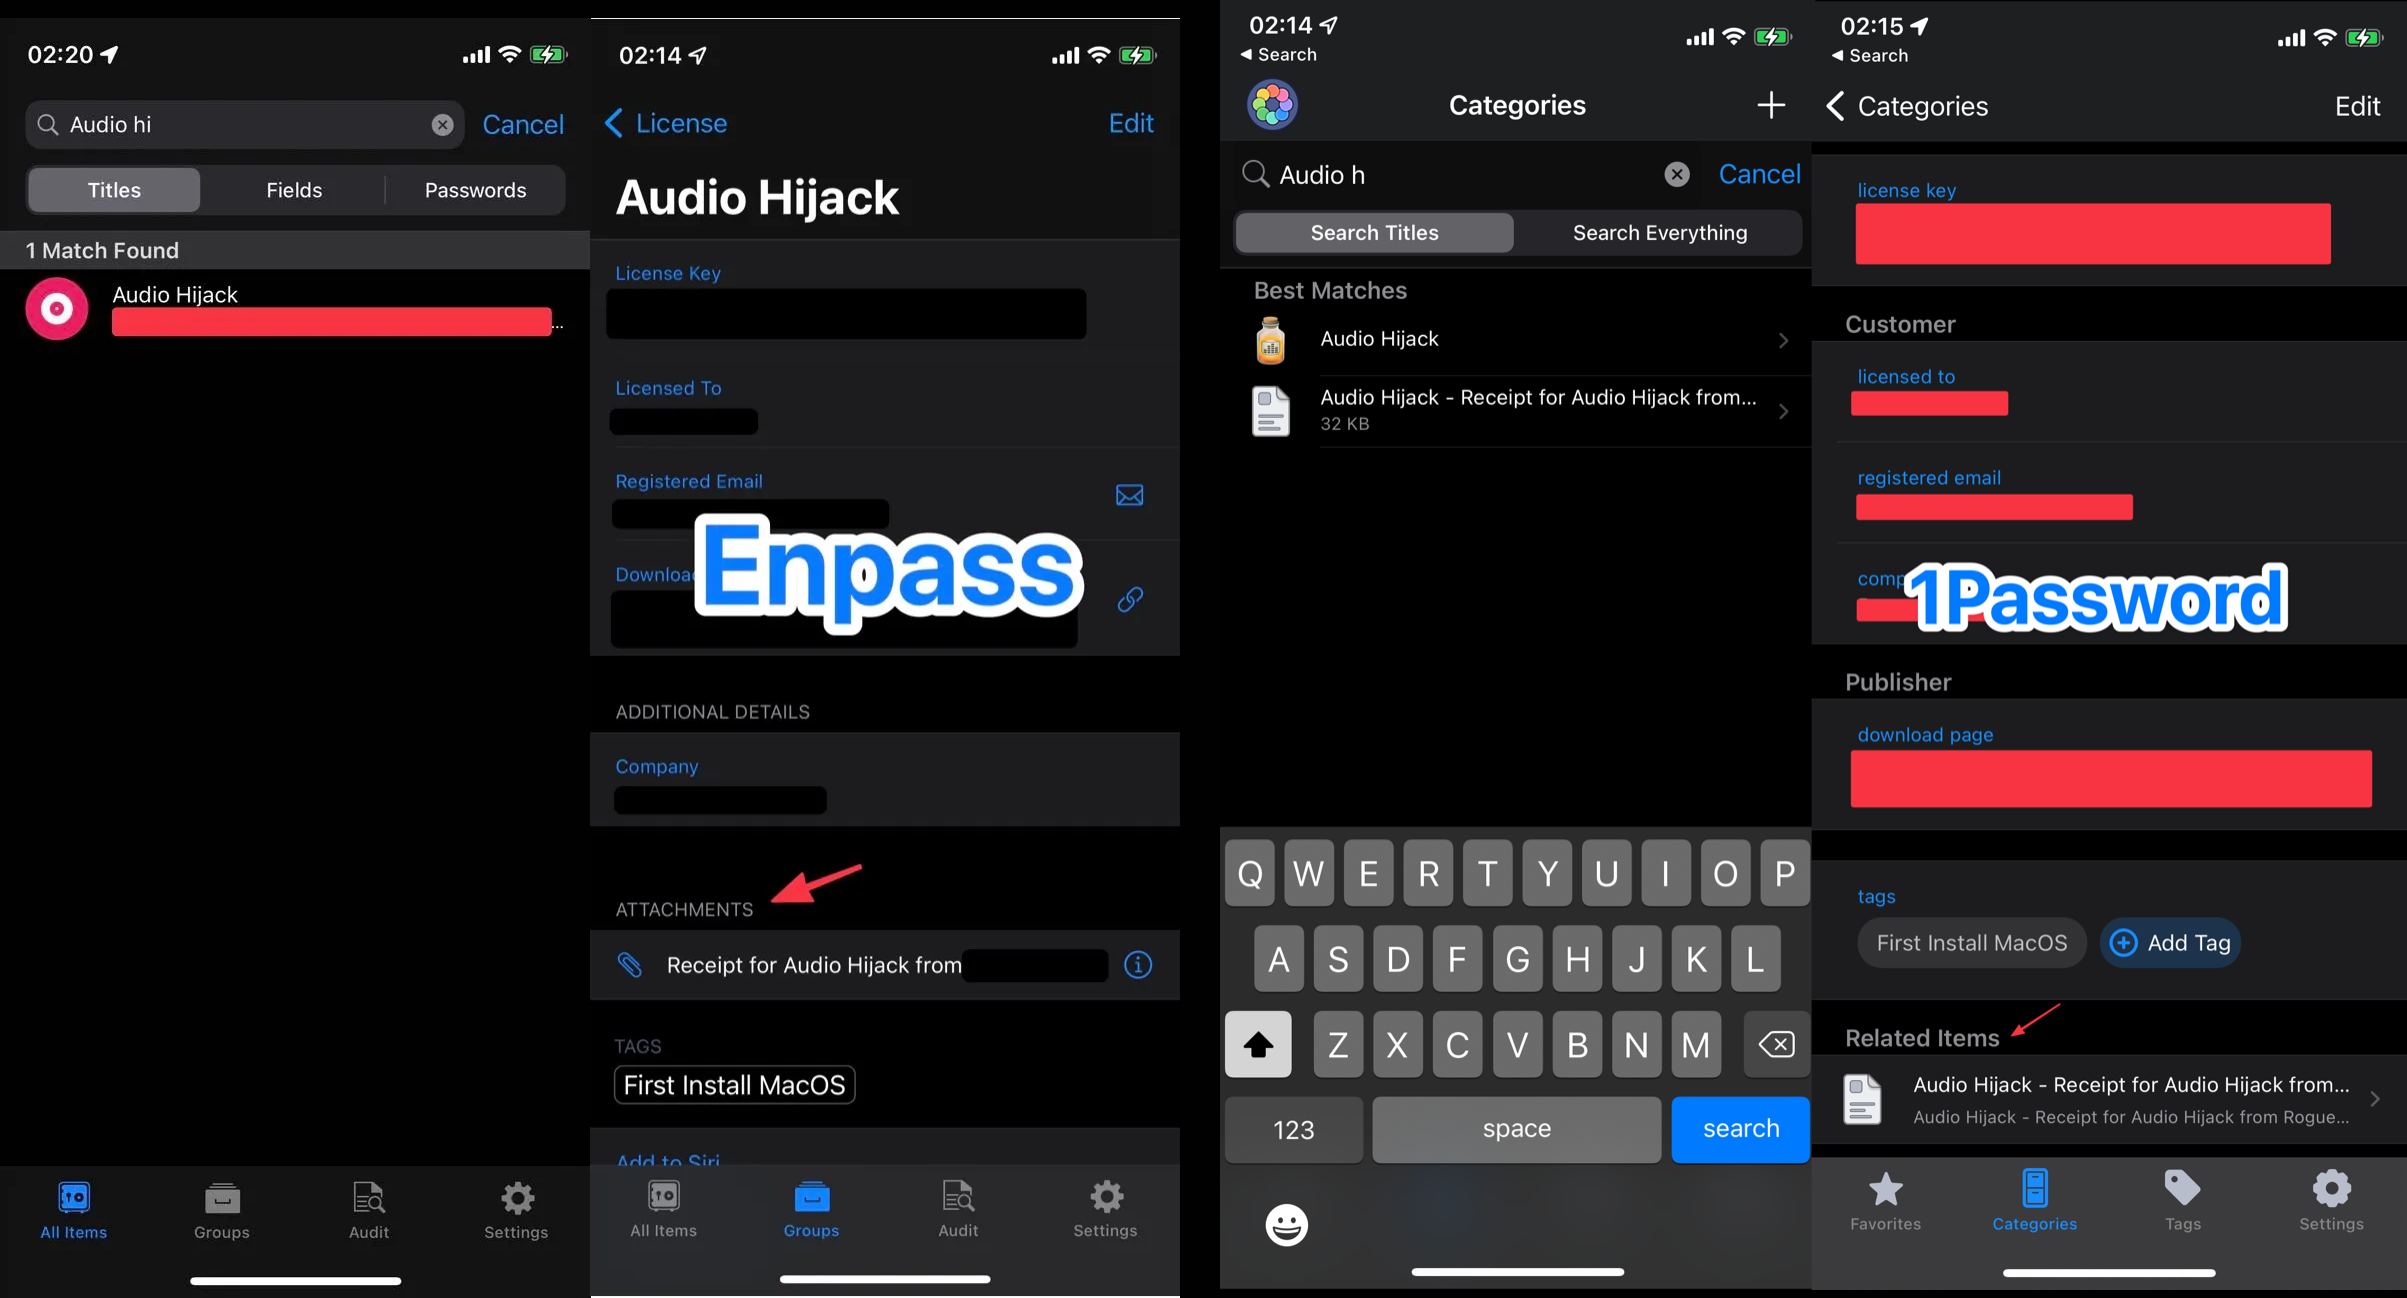 02:20
Audio hi
Cancel
Titles
Fields
Passwords
1 Match Found
Audio Hijack
...
All Items
Groups
Audit
Settings
02:14
License
Edit
Audio Hijack
License Key
Licensed To
Registered Email
Enpass
Downloa
ADDITIONAL DETAILS
Company
ATTACHMENTS
Receipt for Audio Hijack from
TAGS
First Install MacOS
Add to Siri
All Items
Groups
Audit
Settings
02:14
Search
Categories
Audio h
Cancel
Search Titles
Search Everything
Best Matches
Audio Hijack
Audio Hijack - Receipt for Audio Hijack from...
32 KB
Q W E R T Y U I O P
A S D F G H J K L
Z X C V B N M
123
space
search
02:15
Search
Categories
Edit
license key
Customer
licensed to
registered email
comp
1Password
Publisher
download page
tags
First Install MacOS
Add Tag
Related Items
Audio Hijack - Receipt for Audio Hijack from...
Audio Hijack - Receipt for Audio Hijack from Rogue...
Favorites
Categories
Tags
Settings